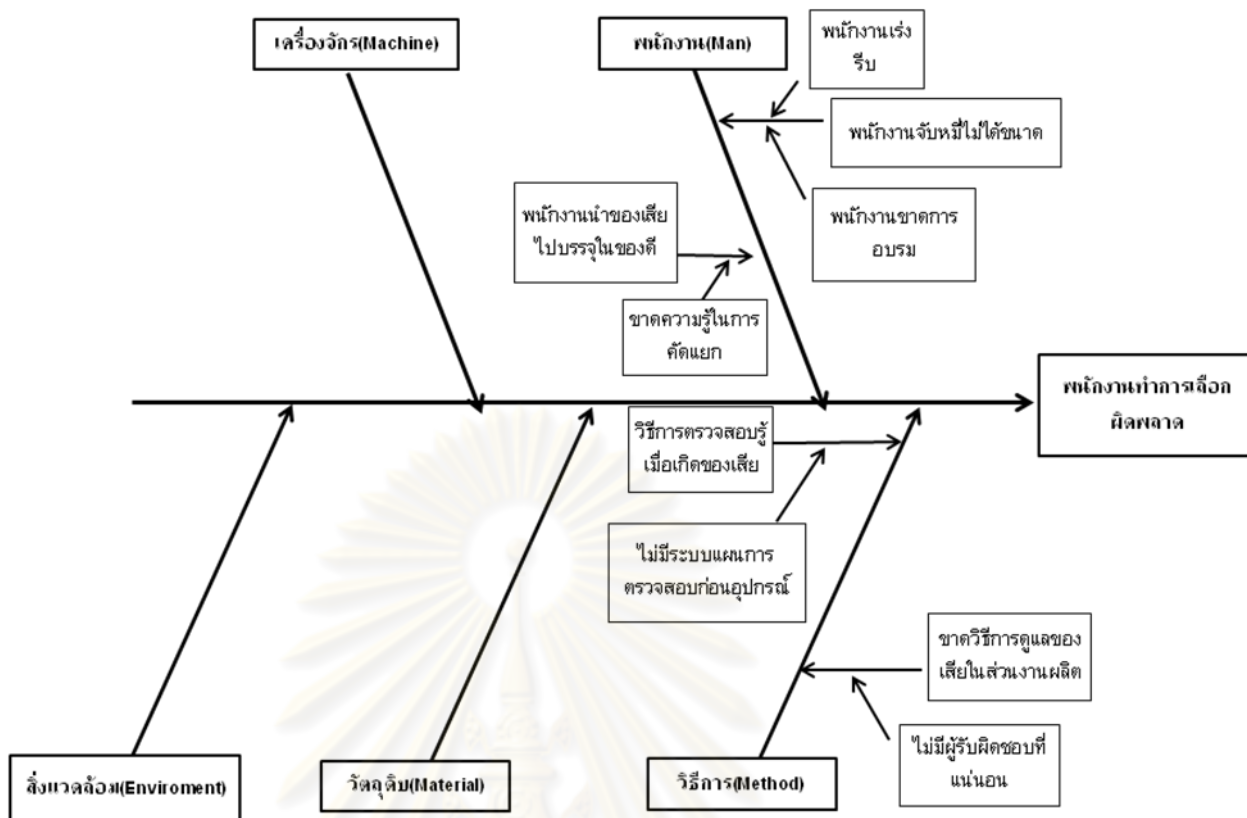 เครื่องจักร(Machine)
พนักงาน(Man)
พนักงานเร่ง
รีบ
พนักงานจับหมี่ไม่ได้ขนาด
พนักงานขาดการ
อบรม
พนักงานนำของเสีย
ไปบรรจุในของดี
ขาดความรู้ในการ
คัดแยก
พนักงานทำการเลือก
ผิดพลาด
วิธีการตรวจสอบรู้
เมื่อเกิดของเสีย
ไม่มีระบบแผนการ
ตรวจสอบก่อนอุปกรณ์
ขาดวิธีการดูแลของ
เสียในส่วนงานผลิต
ไม่มีผู้รับผิดชอบที่
แน่นอน
สิ่งแวดล้อม(Enviroment)
วัตถุดิบ(Material)
วิธีการ(Method)